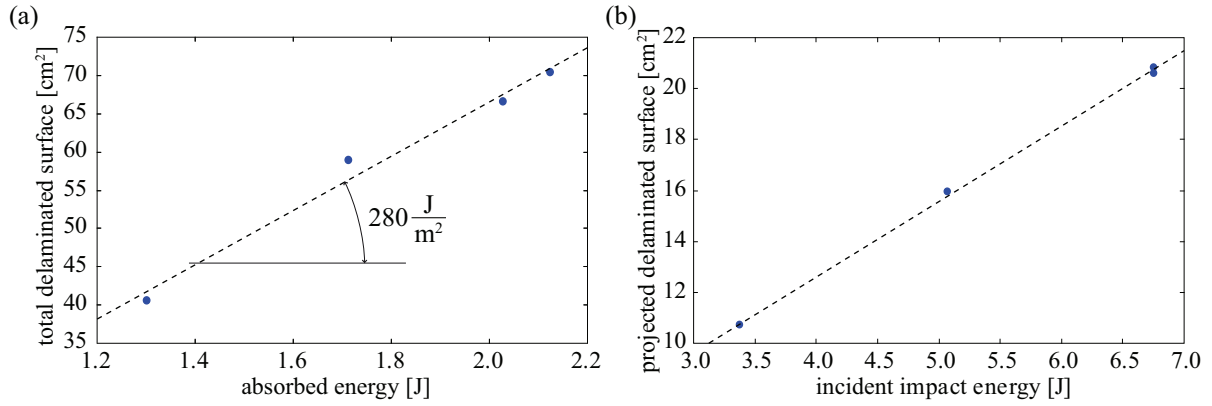 (a)
total delaminated surface [cm²]
75
70
65
60
55
50
45
40
35
280 J/m²
1.2 1.4 1.6 1.8 2.0 2.2
absorbed energy [J]
(b)
projected delaminated surface [cm²]
22
20
18
16
14
12
10
3.0 3.5 4.0 4.5 5.0 5.5 6.0 6.5 7.0
incident impact energy [J]